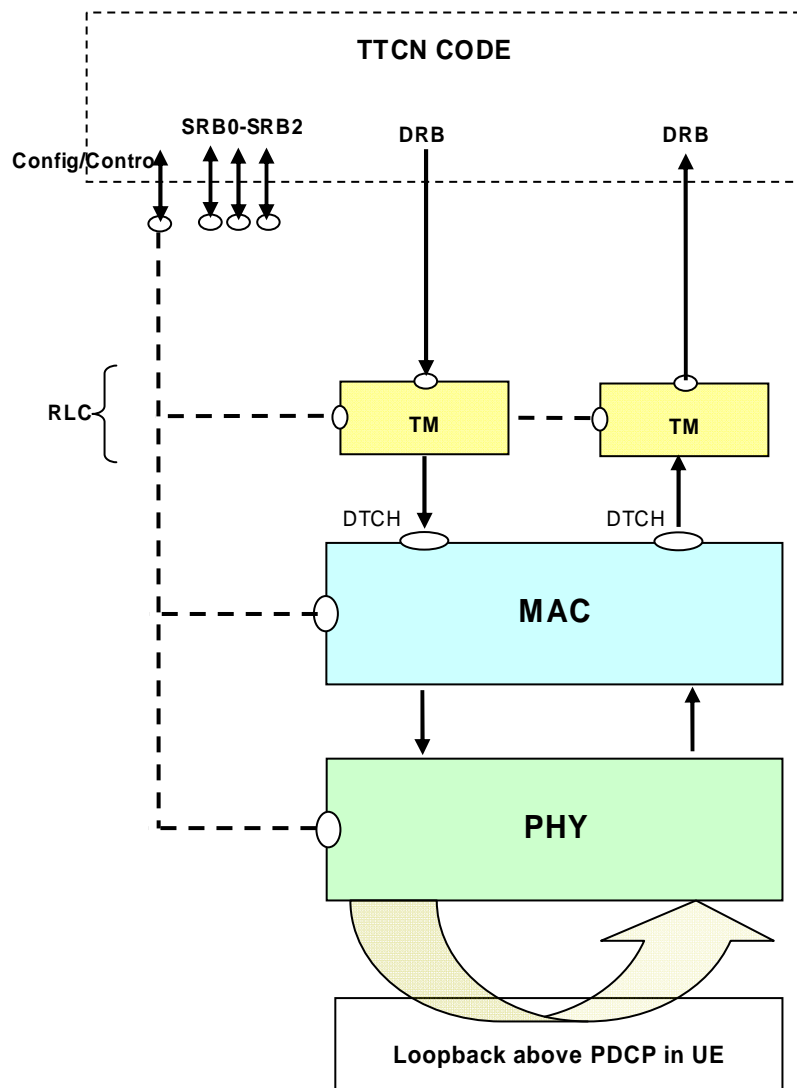 TTCN CODE
SRB0-SRB2
DRB
DRB
Config/Contro
RLC
TM
TM
DTCH
DTCH
MAC
PHY
Loopback above PDCP in UE